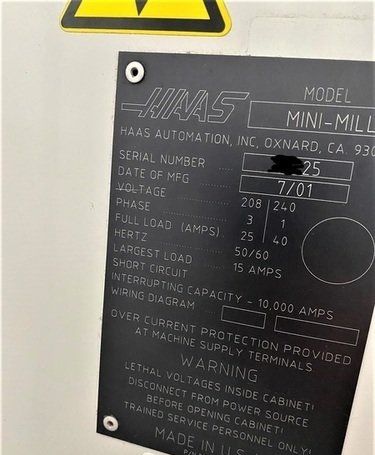 HAAS
MODEL
MINI-MILL
HAAS AUTOMATION, INC, OXNARD, CA. 930
SERIAL NUMBER 25
DATE OF MFG 7/01
VOLTAGE 208 240
PHASE 3 1
FULL LOAD (AMPS) 25 40
HERTZ 50/60
LARGEST LOAD 15 AMPS
SHORT CIRCUIT
INTERRUPTING CAPACITY - 10,000 AMPS
WIRING DIAGRAM
OVER CURRENT PROTECTION PROVIDED
AT MACHINE SUPPLY TERMINALS
WARNING
LETHAL VOLTAGES INSIDE CABINET!
DISCONNECT FROM POWER SOURCE
BEFORE OPENING CABINET!
TRAINED SERVICE PERSONNEL ONLY!
MADE IN U.S.